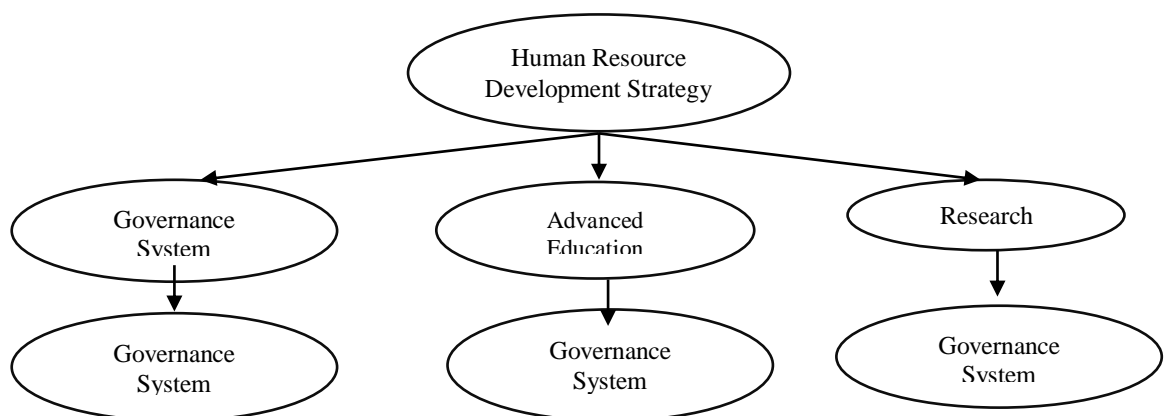 Human Resource
Development Strategy
Governance
System
Advanced
Education
Research
Governance
System
Governance
System
Governance
System